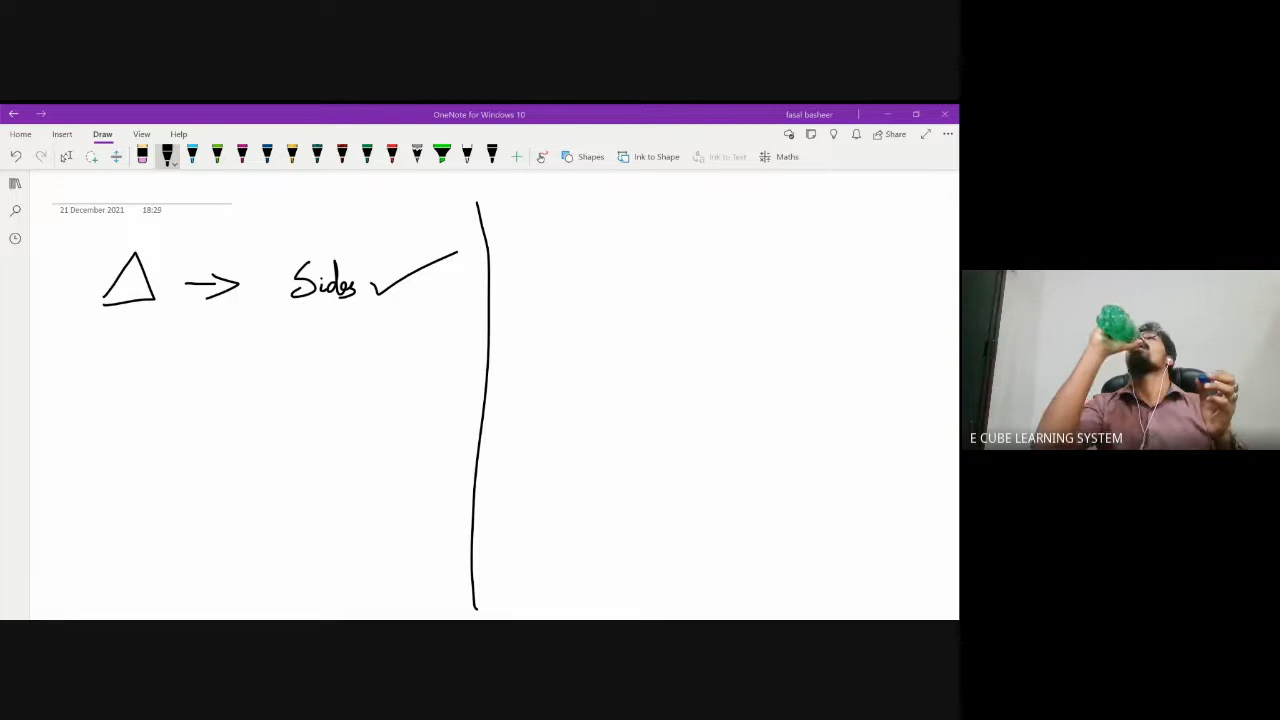 OneNote for Windows 10
fasal basheer
Home Insert Draw View Help
Share
Shapes Ink to Shape Ink to Text Maths
21 December 2021 18:29
Sides
E CUBE LEARNING SYSTEM